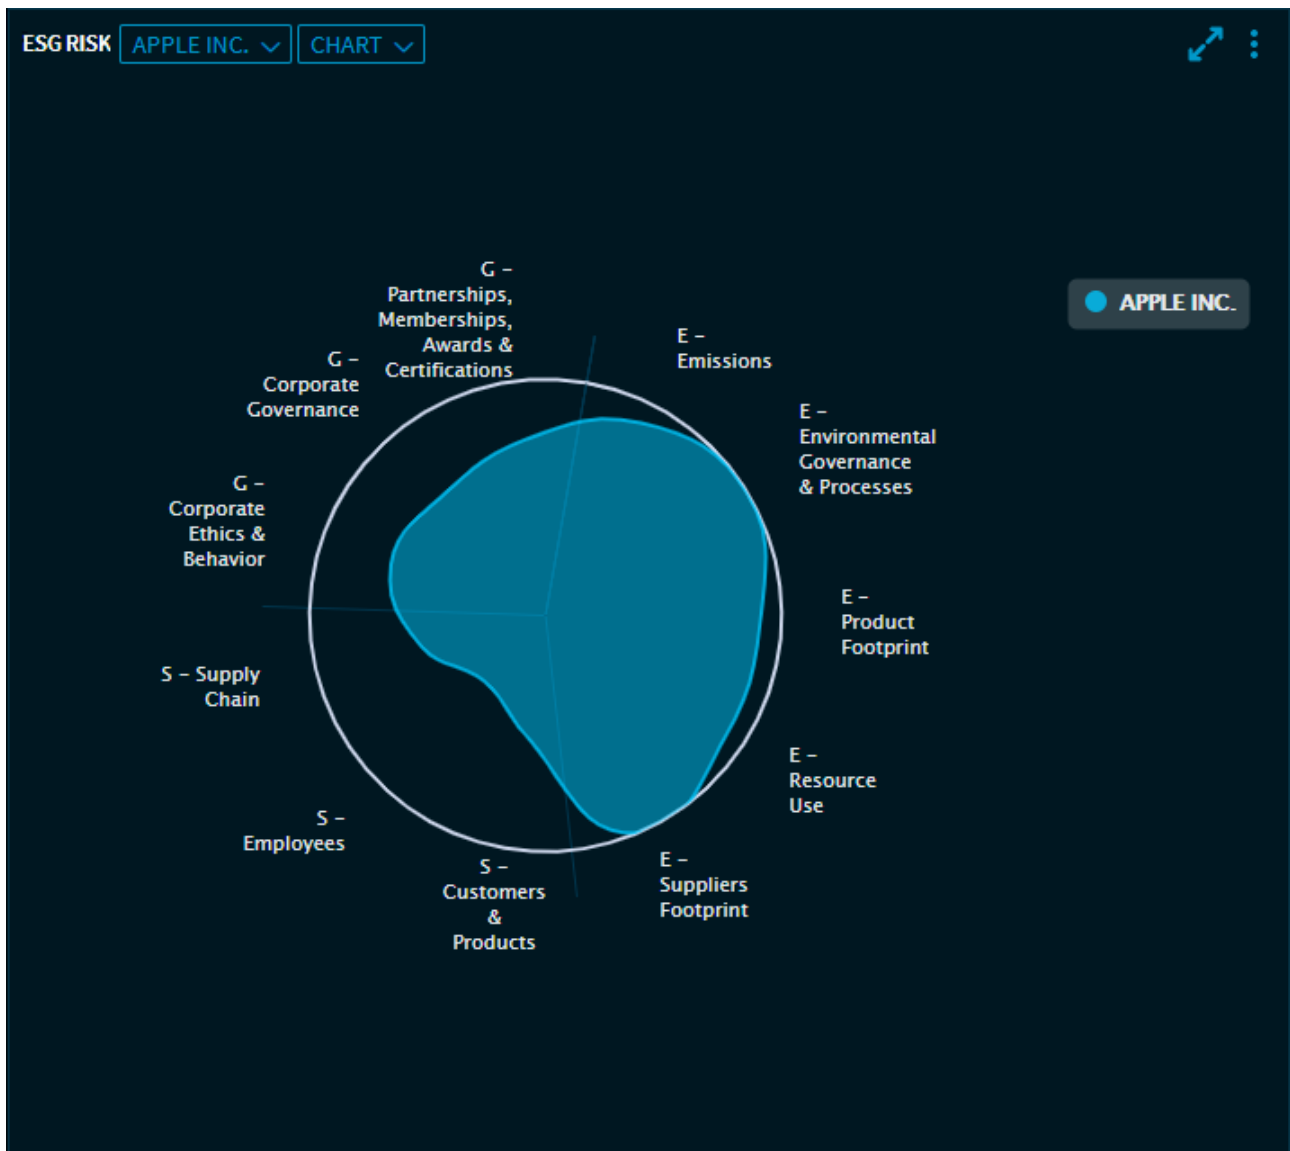 ESG RISK APPLE INC. CHART
G –
Partnerships,
Memberships,
Awards &
Certifications
E –
Emissions
APPLE INC.
G –
Corporate
Governance
E –
Environmental
Governance
& Processes
G –
Corporate
Ethics &
Behavior
E –
Product
Footprint
S – Supply
Chain
E –
Resource
Use
S –
Employees
S –
Customers
&
Products
E –
Suppliers
Footprint